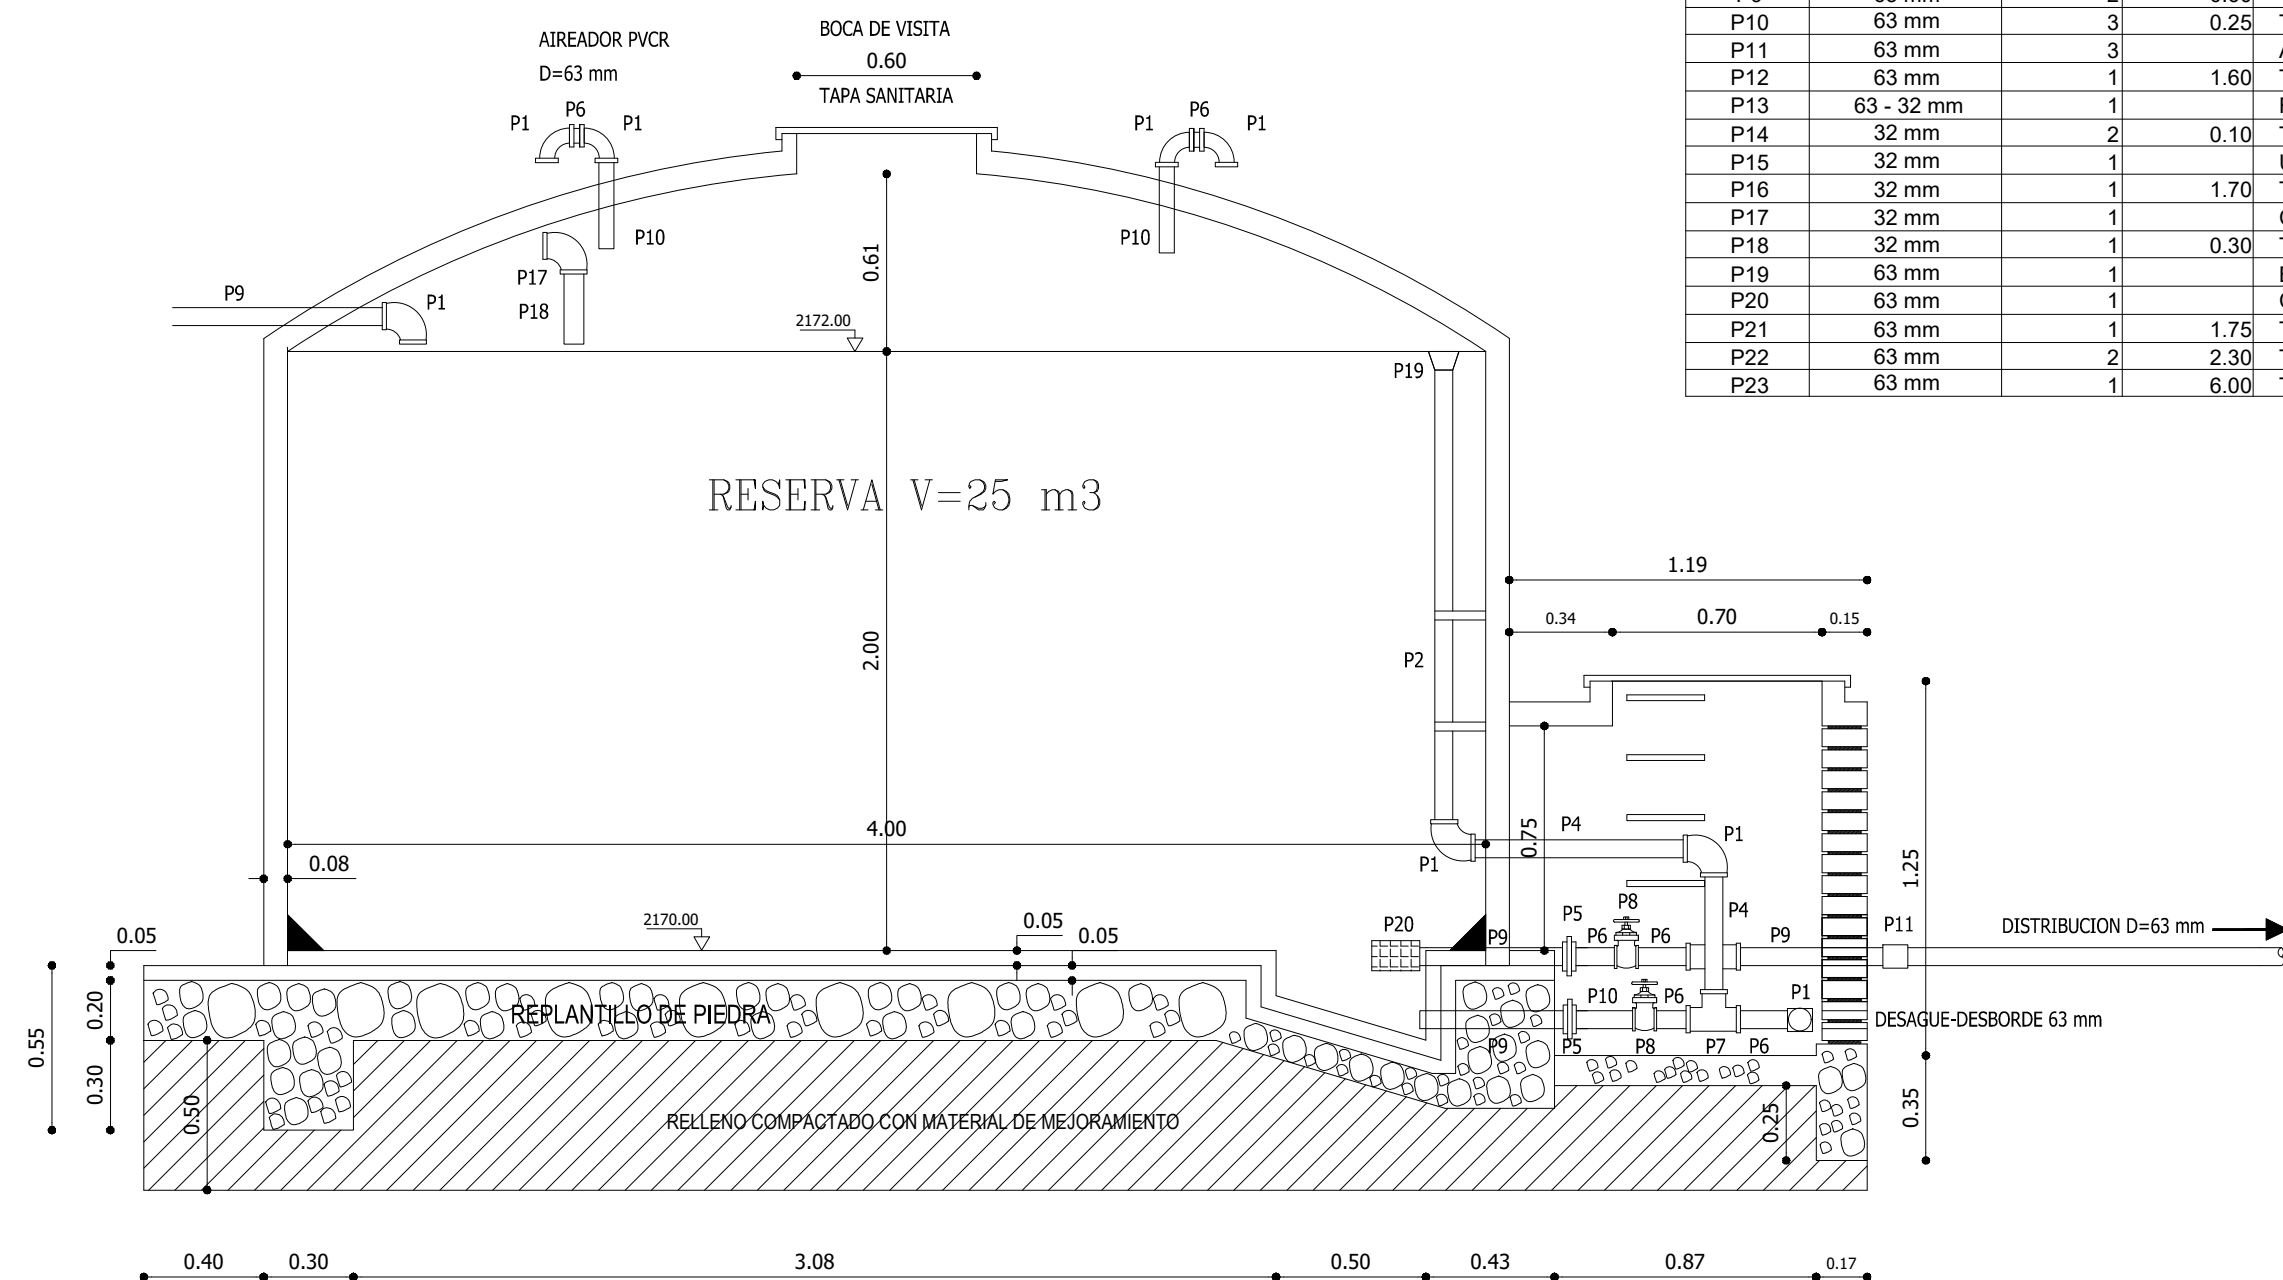 BOCA DE VISITA
0.60
TAPA SANITARIA
AIREADOR PVCR
D=63 mm
P1 P6 P1
P10
P17
P18
P9
P1
P1 P6 P1
P10
0.61
2172.00
P19
RESERVA V=25 m3
2.00
P2
4.00
0.08
P1
1.19
0.34 0.70 0.15
0.75
P4
P1
P4
1.25
P8
P5
P6 P6
P20
P9
P9
P11
DISTRIBUCION D=63 mm
2170.00
0.05
0.05
0.05
P10 P6 P1
DESAGUE-DESBORDE 63 mm
P9 P5 P8 P7 P6
REPLANTILLO DE PIEDRA
0.20
0.55
0.30
0.50
RELLENO COMPACTADO CON MATERIAL DE MEJORAMIENTO
0.25
0.35
0.40 0.30 3.08 0.50 0.43 0.87 0.17
P10 63 mm 3 0.25
P11 63 mm 3
P12 63 mm 1 1.60
P13 63 - 32 mm 1
P14 32 mm 2 0.10
P15 32 mm 1
P16 32 mm 1 1.70
P17 32 mm 1
P18 32 mm 1 0.30
P19 63 mm 1
P20 63 mm 1
P21 63 mm 1 1.75
P22 63 mm 2 2.30
P23 63 mm 1 6.00